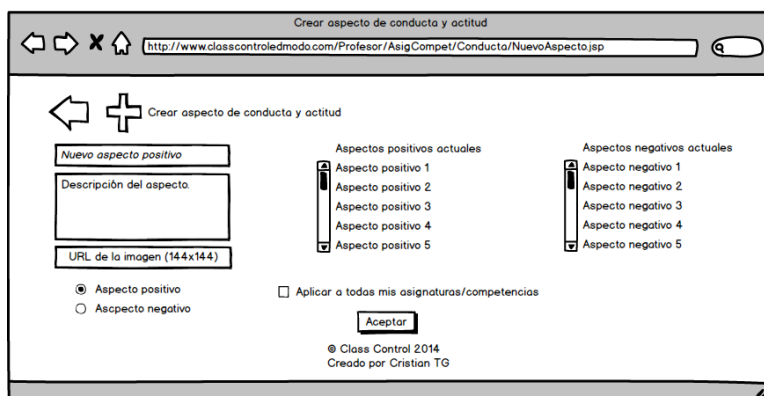 Crear aspecto de conducta y actitud
http://www.classcontroledmodo.com/Profesor/AsigCompet/Conducta/NuevoAspecto.jsp
Crear aspecto de conducta y actitud
Nuevo aspecto positivo
Descripción del aspecto.
URL de la imagen (144x144)
Aspecto positivo
Ascpecto negativo
Aspectos positivos actuales
Aspecto positivo 1
Aspecto positivo 2
Aspecto positivo 3
Aspecto positivo 4
Aspecto positivo 5
Aspectos negativos actuales
Aspecto negativo 1
Aspecto negativo 2
Aspecto negativo 3
Aspecto negativo 4
Aspecto negativo 5
Aplicar a todas mis asignaturas/competencias
Aceptar
© Class Control 2014
Creado por Cristian TG